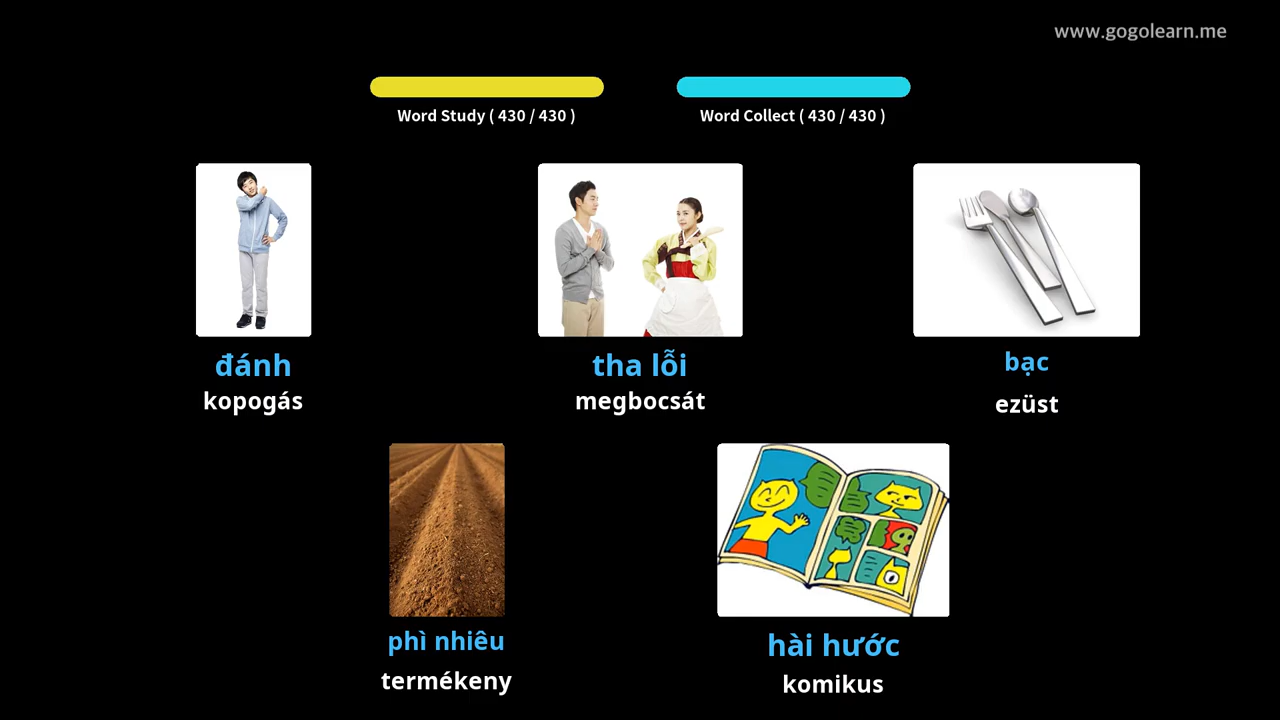 www.gogolearn.me
Word Study ( 430 / 430 )
Word Collect ( 430 / 430 )
đánh
kopogás
tha lỗi
megbocsát
bạc
ezüst
phì nhiêu
termékeny
hài hước
komikus